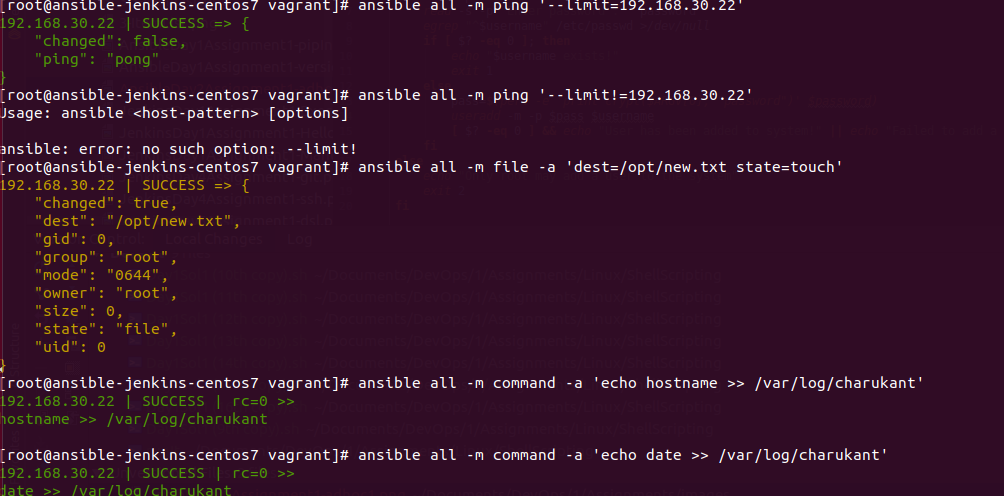 [root@ansible-jenkins-centos7 vagrant]# ansible all -m ping '--limit=192.168.30.22'
192.168.30.22 | SUCCESS => {
    "changed": false,
    "ping": "pong"
}
[root@ansible-jenkins-centos7 vagrant]# ansible all -m ping '--limit!=192.168.30.22'
Usage: ansible <host-pattern> [options]

ansible: error: no such option: --limit!
[root@ansible-jenkins-centos7 vagrant]# ansible all -m file -a 'dest=/opt/new.txt state=touch'
192.168.30.22 | SUCCESS => {
    "changed": true,
    "dest": "/opt/new.txt",
    "gid": 0,
    "group": "root",
    "mode": "0644",
    "owner": "root",
    "size": 0,
    "state": "file",
    "uid": 0
}
[root@ansible-jenkins-centos7 vagrant]# ansible all -m command -a 'echo hostname >> /var/log/charukant'
192.168.30.22 | SUCCESS | rc=0 >>
hostname >> /var/log/charukant

[root@ansible-jenkins-centos7 vagrant]# ansible all -m command -a 'echo date >> /var/log/charukant'
192.168.30.22 | SUCCESS | rc=0 >>
date >> /var/log/charukant